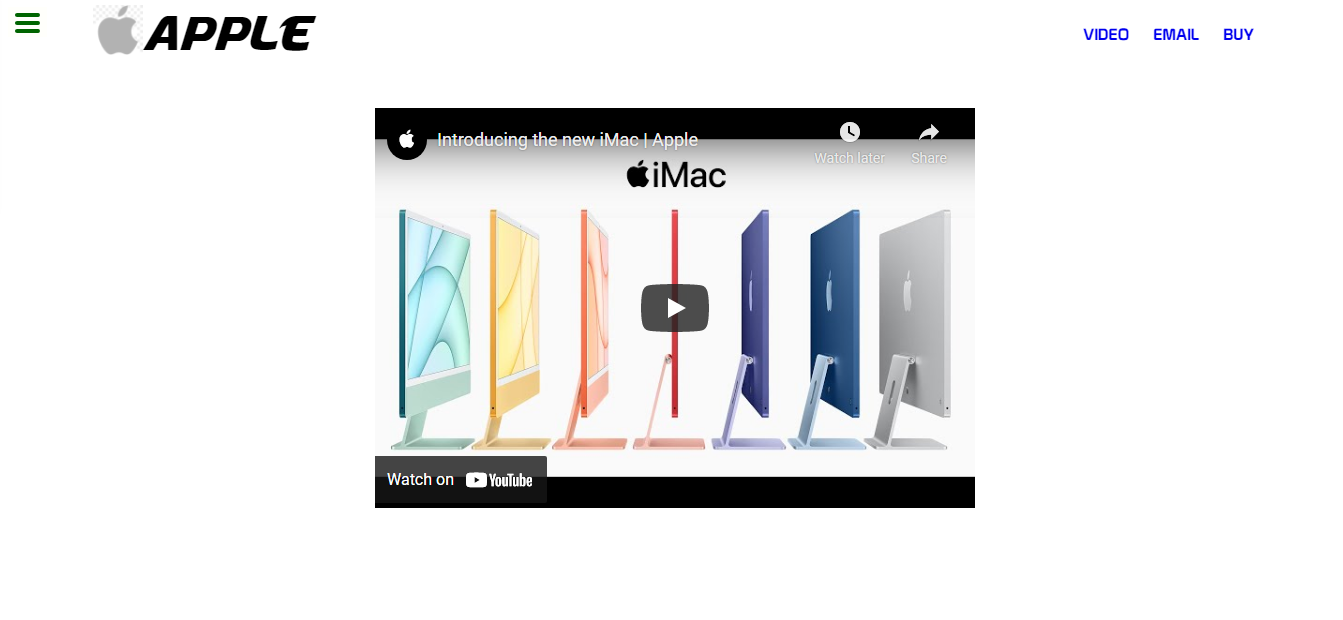 APPLE
VIDEO EMAIL BUY
Introducing the new iMac | Apple
Watch later Share
iMac
Watch on YouTube